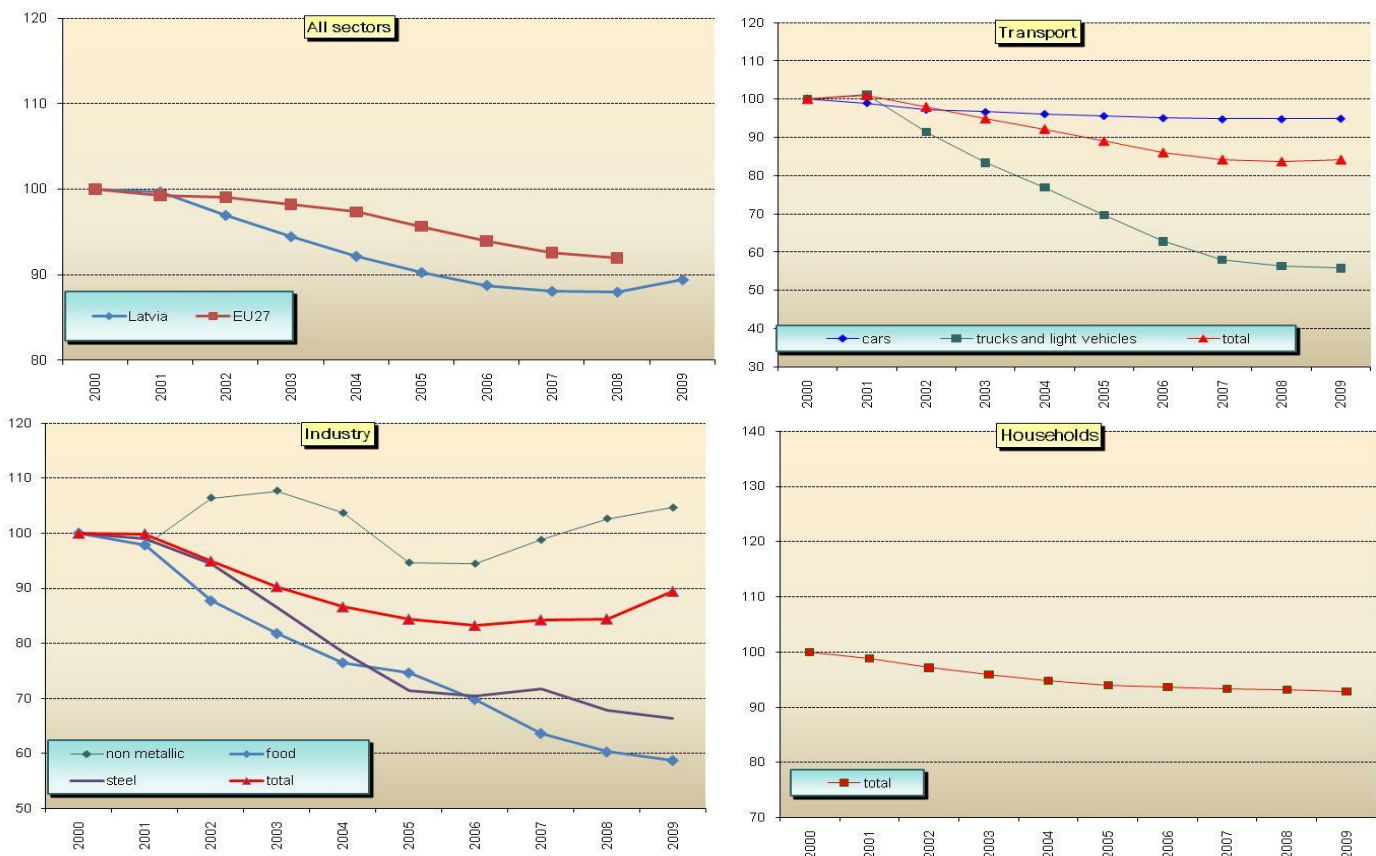 All sectors
120
110
100
90
80
Latvia EU27
2000 2001 2002 2003 2004 2005 2006 2007 2008 2009
Transport
120
110
100
90
80
70
60
50
40
30
cars trucks and light vehicles total
2000 2001 2002 2003 2004 2005 2006 2007 2008 2009
Industry
120
110
100
90
80
70
60
50
non metallic food
steel total
2000 2001 2002 2003 2004 2005 2006 2007 2008 2009
Households
140
130
120
110
100
90
80
70
total
2000 2001 2002 2003 2004 2005 2006 2007 2008 2009